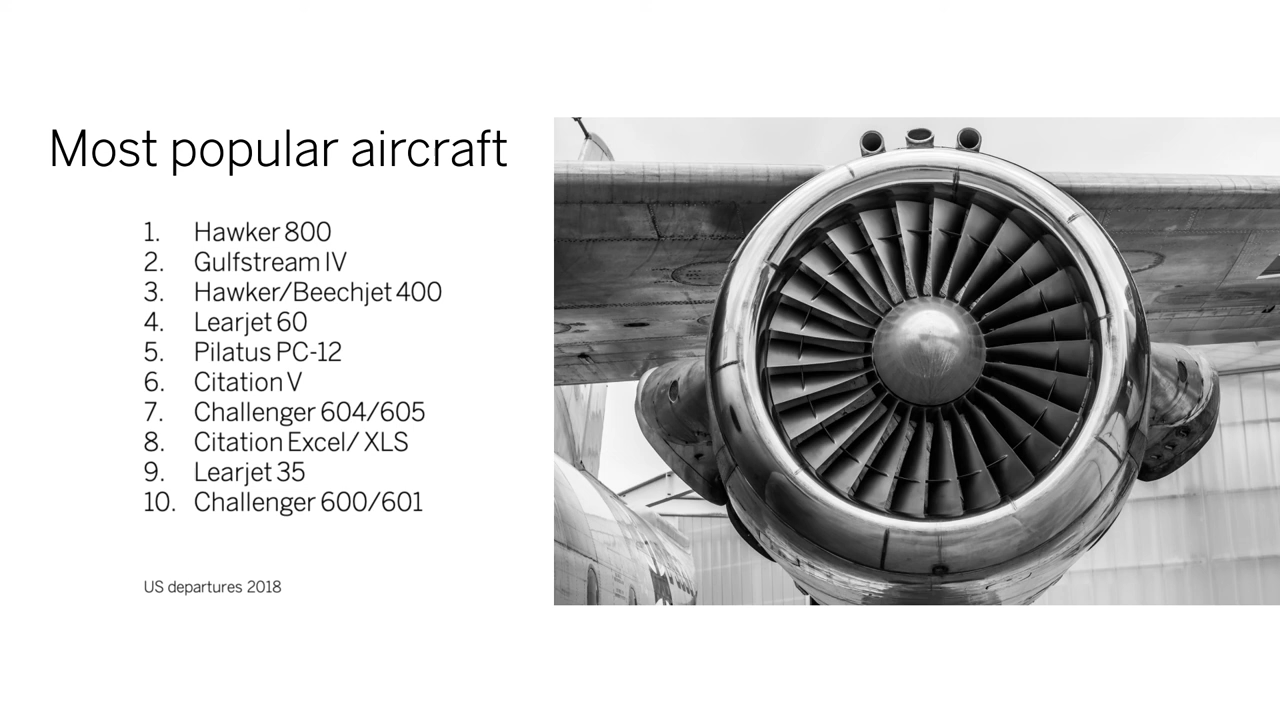 Most popular aircraft
1. Hawker 800
2. Gulfstream IV
3. Hawker/Beechjet 400
4. Learjet 60
5. Pilatus PC-12
6. Citation V
7. Challenger 604/605
8. Citation Excel/ XLS
9. Learjet 35
10. Challenger 600/601
US departures 2018